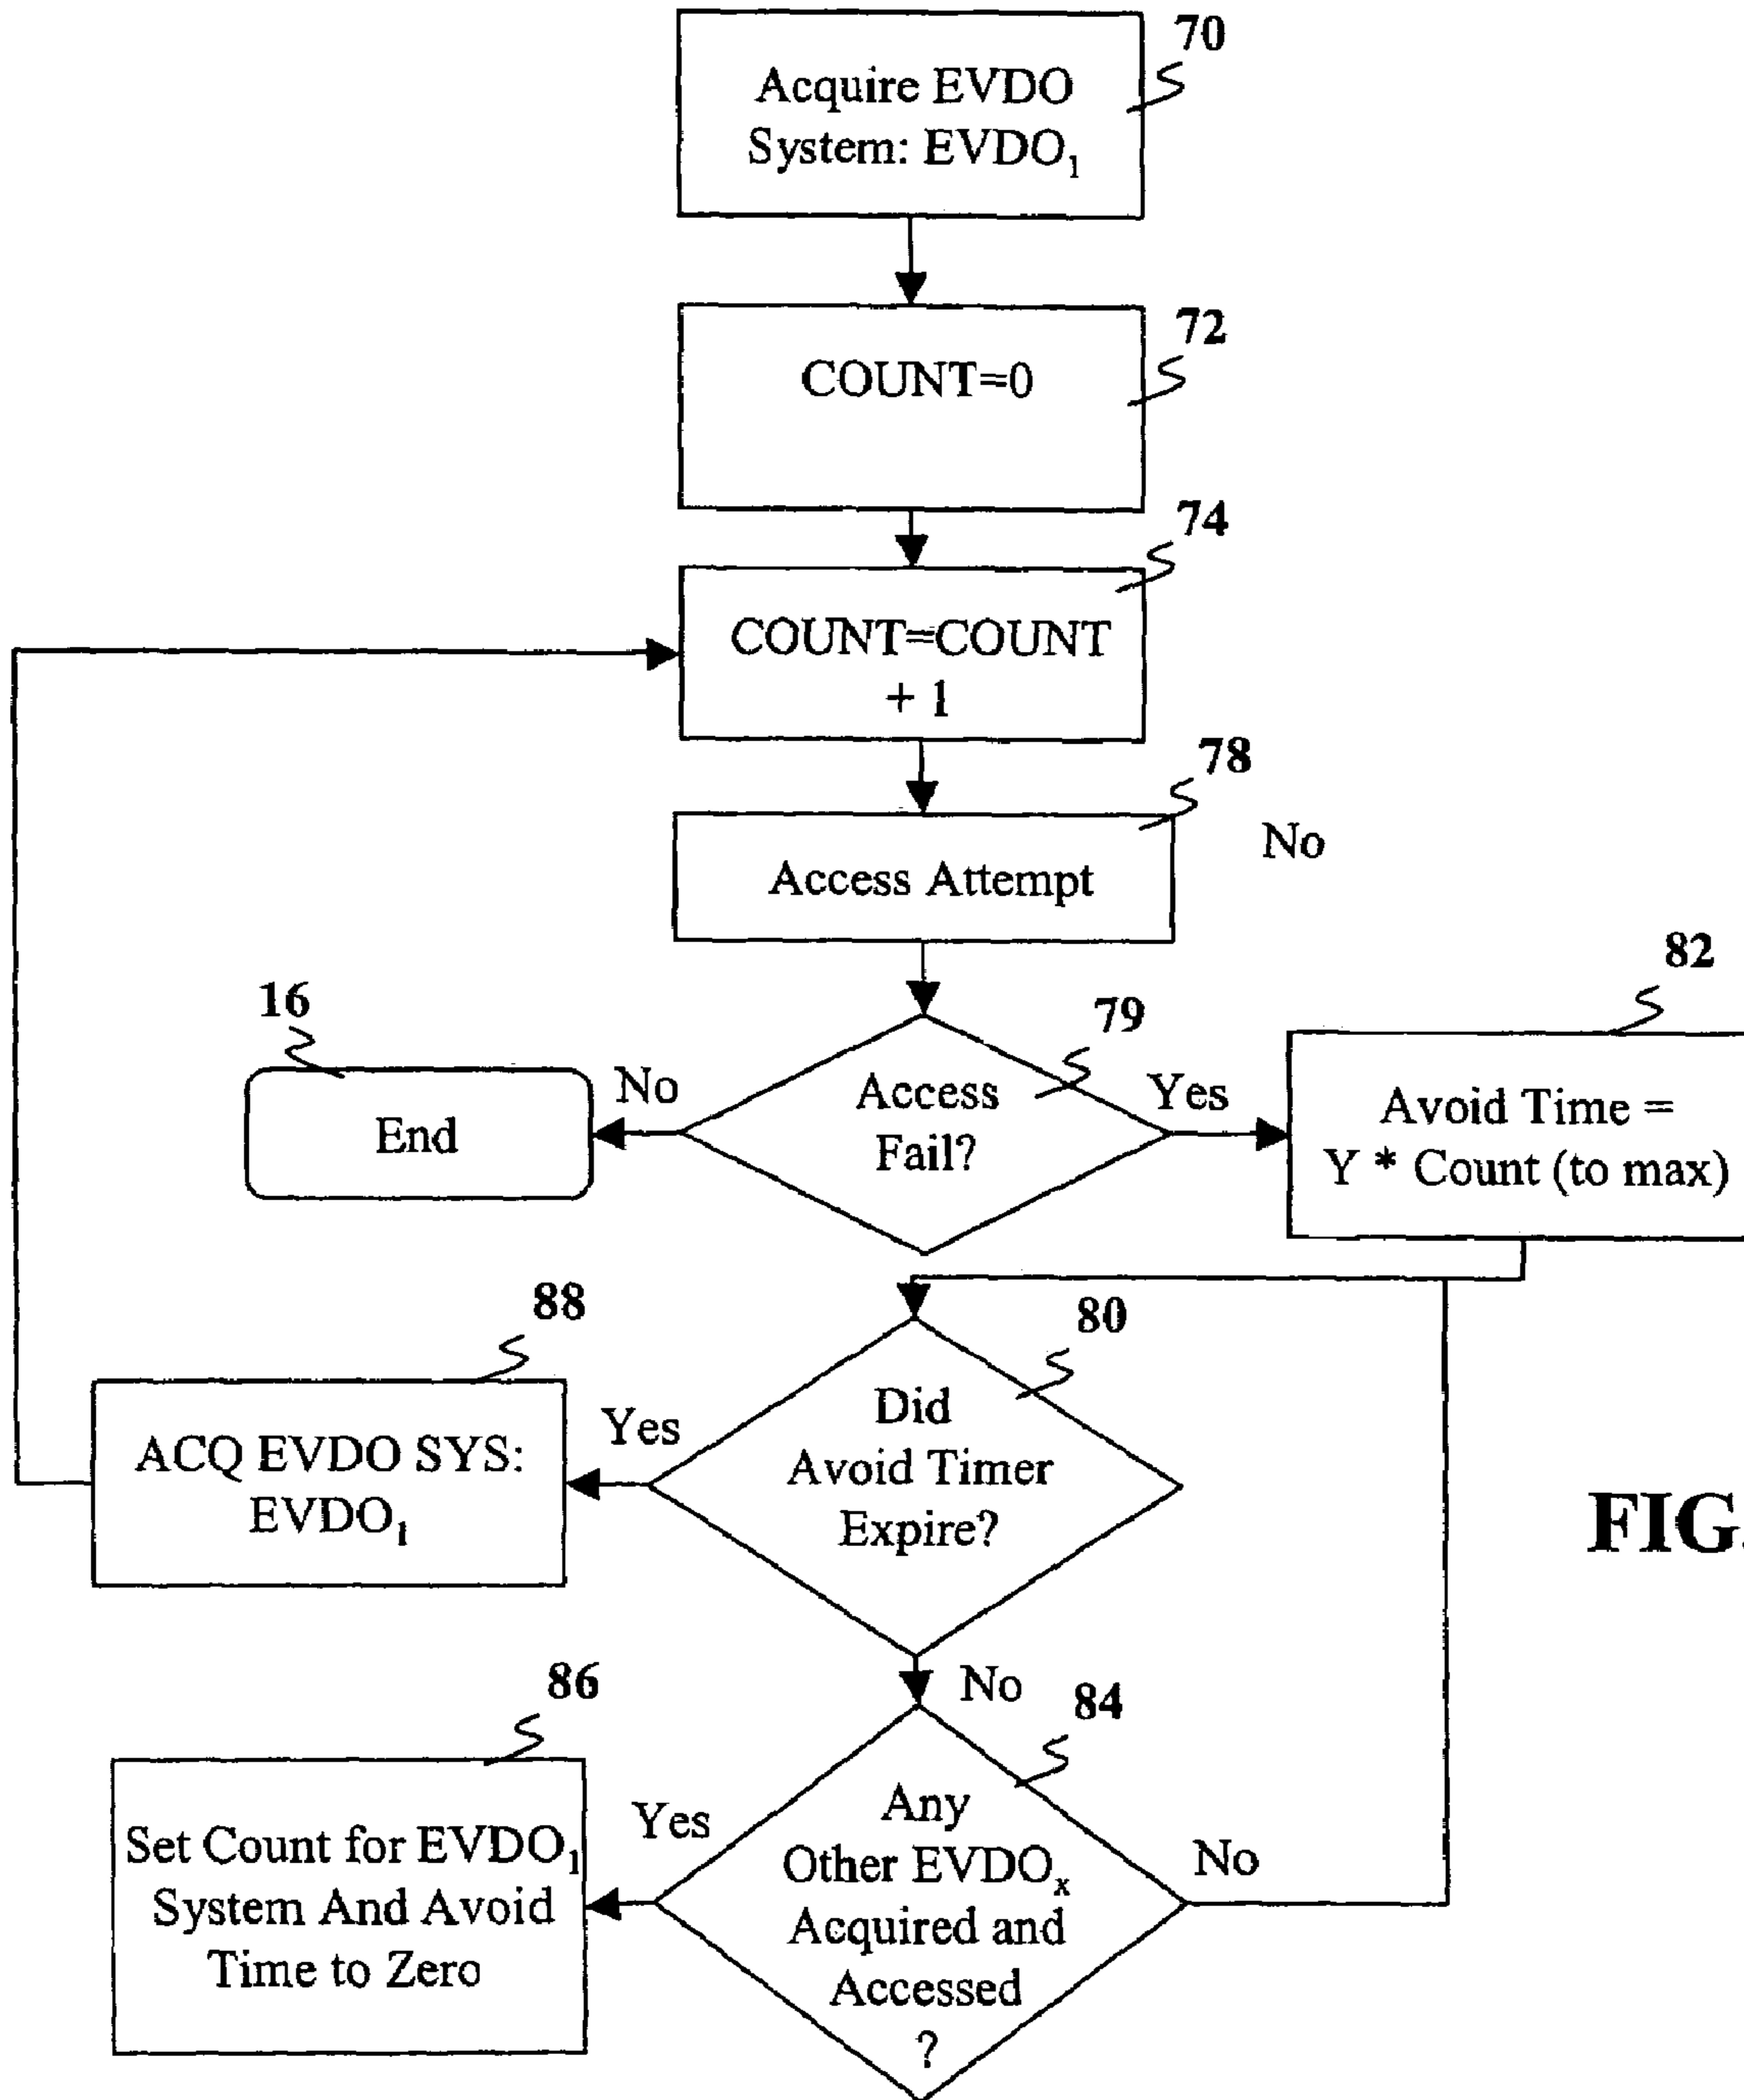 70
Acquire EVDO
System: EVDO₁
72
COUNT=0
74
COUNT=COUNT
+ 1
78
Access Attempt
No
82
16
79
End
No
Access
Fail?
Yes
Avoid Time =
Y * Count (to max)
88
80
ACQ EVDO SYS:
EVDO₁
Yes
Did
Avoid Timer
Expire?
FIG.
86
No
84
Set Count for EVDO₁
System And Avoid
Time to Zero
Yes
Any
Other EVDOₓ
Acquired and
Accessed
?
No